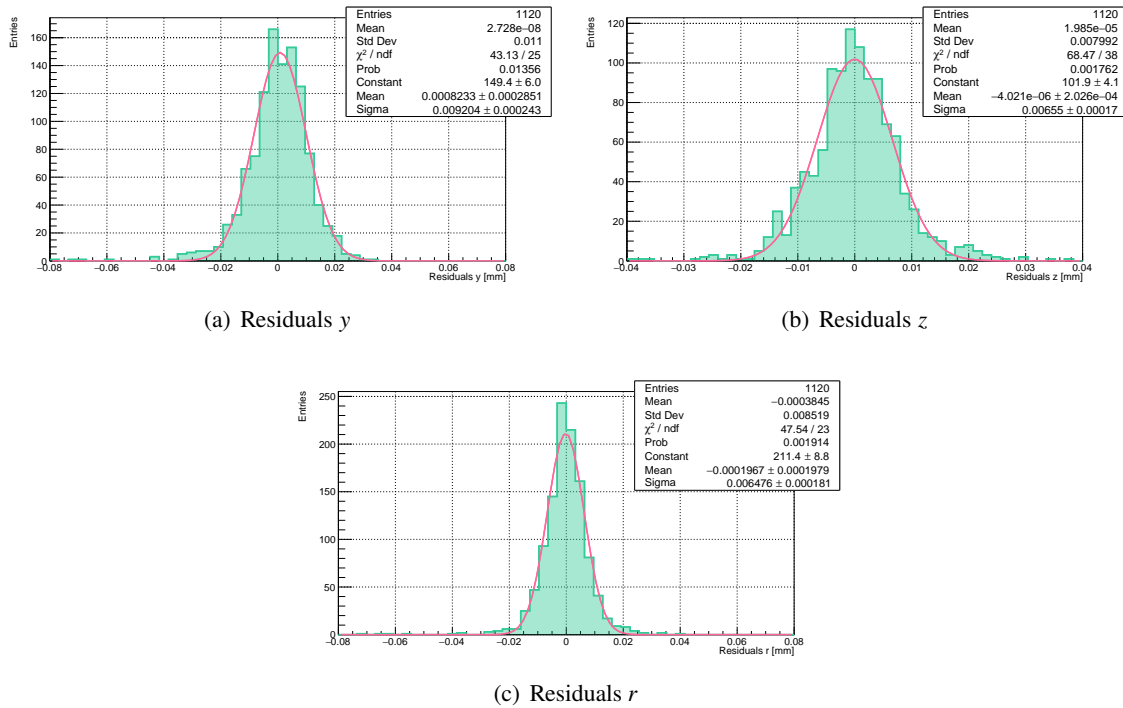 Entries
Entries 1120
Mean 2.728e−08
Std Dev 0.011
χ² / ndf 43.13 / 25
Prob 0.01356
Constant 149.4 ± 6.0
Mean 0.0008233 ± 0.0002851
Sigma 0.009204 ± 0.000243
160
140
120
100
80
60
40
20
0
−0.08 −0.06 −0.04 −0.02 0 0.02 0.04 0.06 0.08
Residuals y [mm]
(a) Residuals y
Entries
Entries 1120
Mean 1.985e−05
Std Dev 0.007992
χ² / ndf 68.47 / 38
Prob 0.001762
Constant 101.9 ± 4.1
Mean −4.021e−06 ± 2.026e−04
Sigma 0.00655 ± 0.00017
120
100
80
60
40
20
0
−0.04 −0.03 −0.02 −0.01 0 0.01 0.02 0.03 0.04
Residuals z [mm]
(b) Residuals z
Entries
Entries 1120
Mean −0.0003845
Std Dev 0.008519
χ² / ndf 47.54 / 23
Prob 0.001914
Constant 211.4 ± 8.8
Mean −0.0001967 ± 0.0001979
Sigma 0.006476 ± 0.000181
250
200
150
100
50
0
−0.08 −0.06 −0.04 −0.02 0 0.02 0.04 0.06 0.08
Residuals r [mm]
(c) Residuals r